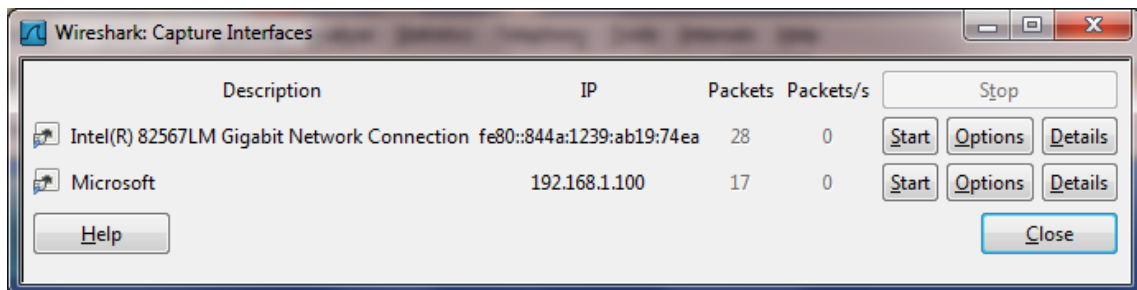 Wireshark: Capture Interfaces
Description IP Packets Packets/s Stop
Intel(R) 82567LM Gigabit Network Connection fe80::844a:1239:ab19:74ea 28 0 Start Options Details
Microsoft 192.168.1.100 17 0 Start Options Details
Help Close